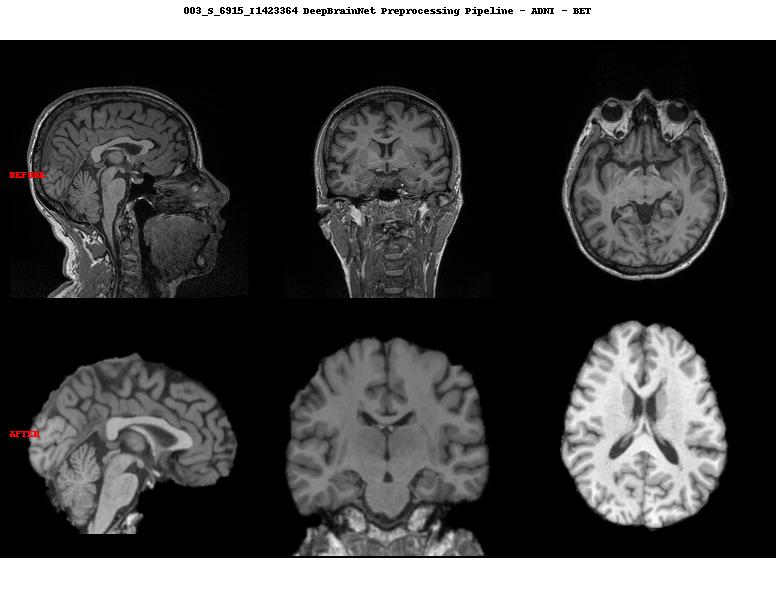 003_S_6915_I1423364 DeepBrainNet Preprocessing Pipeline - ADNI - BET
BEFORE
AFTER